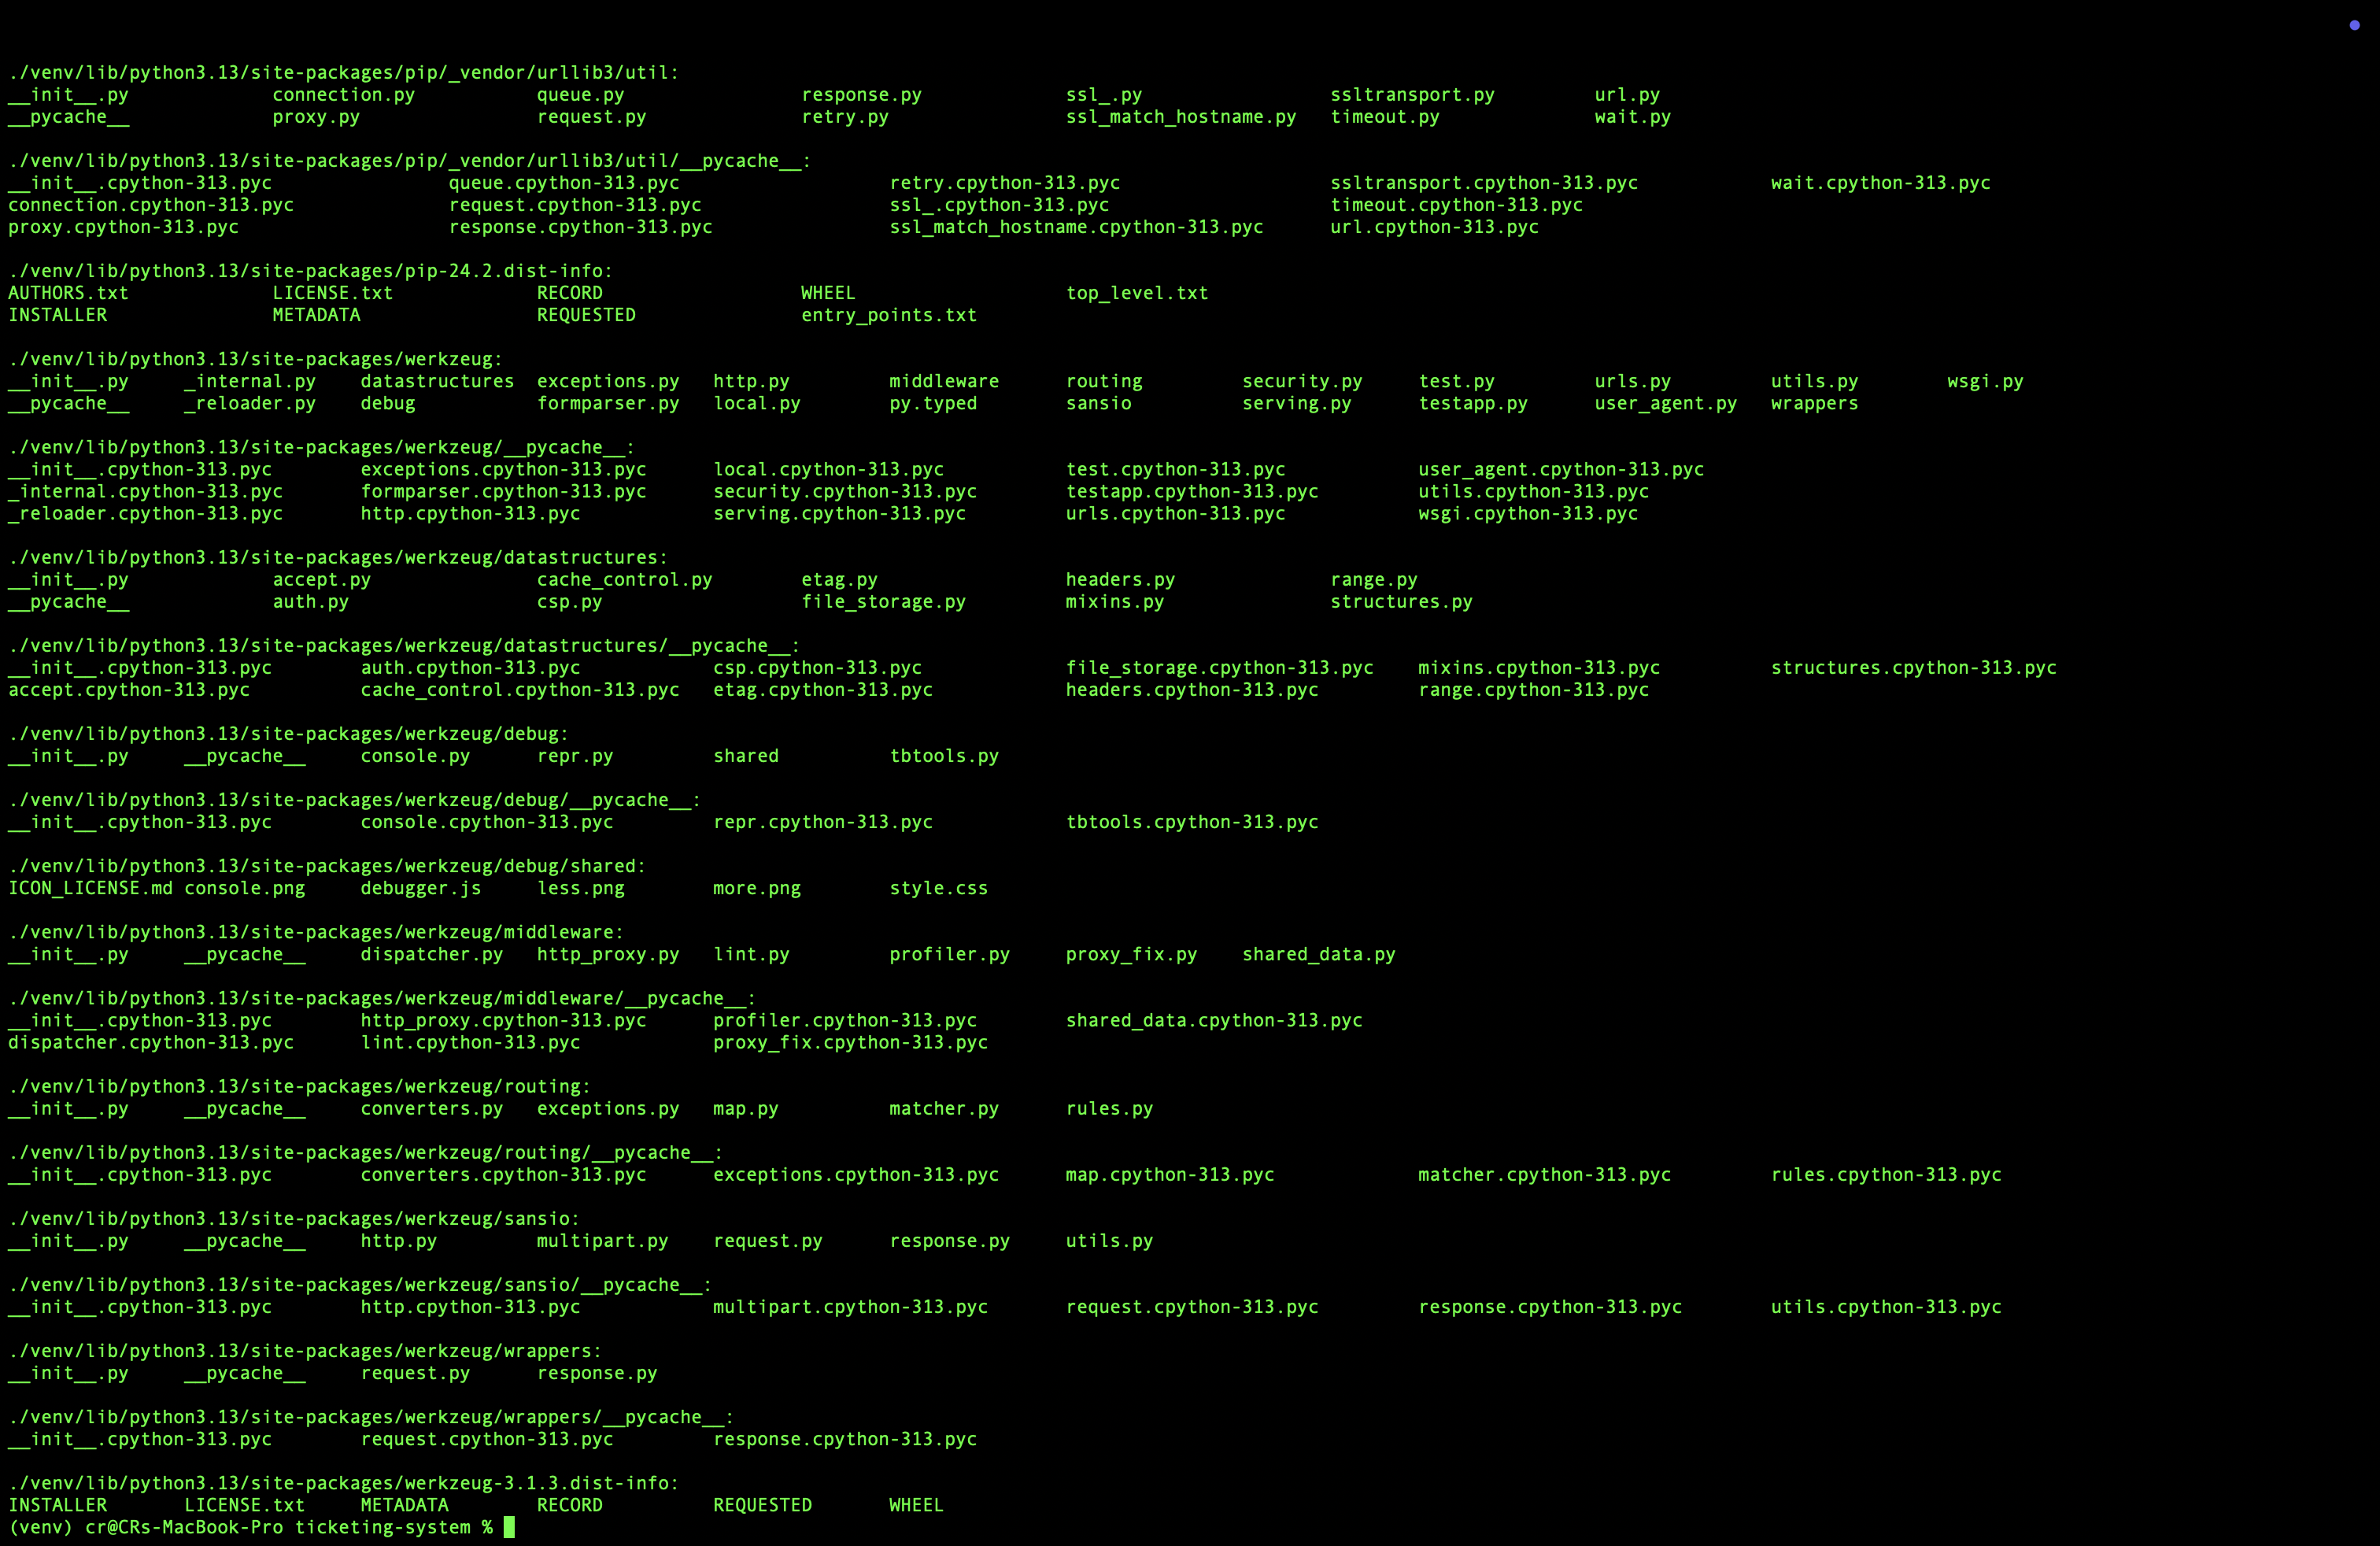 ./venv/lib/python3.13/site-packages/pip/_vendor/urllib3/util:
__init__.py connection.py queue.py response.py ssl_.py ssltransport.py url.py
__pycache__ proxy.py request.py retry.py ssl_match_hostname.py timeout.py wait.py
./venv/lib/python3.13/site-packages/pip/_vendor/urllib3/util/__pycache__:
__init__.cpython-313.pyc queue.cpython-313.pyc retry.cpython-313.pyc ssltransport.cpython-313.pyc wait.cpython-313.pyc
connection.cpython-313.pyc request.cpython-313.pyc ssl_.cpython-313.pyc timeout.cpython-313.pyc
proxy.cpython-313.pyc response.cpython-313.pyc ssl_match_hostname.cpython-313.pyc url.cpython-313.pyc
./venv/lib/python3.13/site-packages/pip-24.2.dist-info:
AUTHORS.txt LICENSE.txt RECORD WHEEL top_level.txt
INSTALLER METADATA REQUESTED entry_points.txt
./venv/lib/python3.13/site-packages/werkzeug:
__init__.py _internal.py datastructures exceptions.py http.py middleware routing security.py test.py urls.py utils.py wsgi.py
__pycache__ _reloader.py debug formparser.py local.py py.typed sansio serving.py testapp.py user_agent.py wrappers
./venv/lib/python3.13/site-packages/werkzeug/__pycache__:
__init__.cpython-313.pyc exceptions.cpython-313.pyc local.cpython-313.pyc test.cpython-313.pyc user_agent.cpython-313.pyc
_internal.cpython-313.pyc formparser.cpython-313.pyc security.cpython-313.pyc testapp.cpython-313.pyc utils.cpython-313.pyc
_reloader.cpython-313.pyc http.cpython-313.pyc serving.cpython-313.pyc urls.cpython-313.pyc wsgi.cpython-313.pyc
./venv/lib/python3.13/site-packages/werkzeug/datastructures:
__init__.py accept.py cache_control.py etag.py headers.py range.py
__pycache__ auth.py csp.py file_storage.py mixins.py structures.py
./venv/lib/python3.13/site-packages/werkzeug/datastructures/__pycache__:
__init__.cpython-313.pyc auth.cpython-313.pyc csp.cpython-313.pyc file_storage.cpython-313.pyc mixins.cpython-313.pyc structures.cpython-313.pyc
accept.cpython-313.pyc cache_control.cpython-313.pyc etag.cpython-313.pyc headers.cpython-313.pyc range.cpython-313.pyc
./venv/lib/python3.13/site-packages/werkzeug/debug:
__init__.py __pycache__ console.py repr.py shared tbtools.py
./venv/lib/python3.13/site-packages/werkzeug/debug/__pycache__:
__init__.cpython-313.pyc console.cpython-313.pyc repr.cpython-313.pyc tbtools.cpython-313.pyc
./venv/lib/python3.13/site-packages/werkzeug/debug/shared:
ICON_LICENSE.md console.png debugger.js less.png more.png style.css
./venv/lib/python3.13/site-packages/werkzeug/middleware:
__init__.py __pycache__ dispatcher.py http_proxy.py lint.py profiler.py proxy_fix.py shared_data.py
./venv/lib/python3.13/site-packages/werkzeug/middleware/__pycache__:
__init__.cpython-313.pyc http_proxy.cpython-313.pyc profiler.cpython-313.pyc shared_data.cpython-313.pyc
dispatcher.cpython-313.pyc lint.cpython-313.pyc proxy_fix.cpython-313.pyc
./venv/lib/python3.13/site-packages/werkzeug/routing:
__init__.py __pycache__ converters.py exceptions.py map.py matcher.py rules.py
./venv/lib/python3.13/site-packages/werkzeug/routing/__pycache__:
__init__.cpython-313.pyc converters.cpython-313.pyc exceptions.cpython-313.pyc map.cpython-313.pyc matcher.cpython-313.pyc rules.cpython-313.pyc
./venv/lib/python3.13/site-packages/werkzeug/sansio:
__init__.py __pycache__ http.py multipart.py request.py response.py utils.py
./venv/lib/python3.13/site-packages/werkzeug/sansio/__pycache__:
__init__.cpython-313.pyc http.cpython-313.pyc multipart.cpython-313.pyc request.cpython-313.pyc response.cpython-313.pyc utils.cpython-313.pyc
./venv/lib/python3.13/site-packages/werkzeug/wrappers:
__init__.py __pycache__ request.py response.py
./venv/lib/python3.13/site-packages/werkzeug/wrappers/__pycache__:
__init__.cpython-313.pyc request.cpython-313.pyc response.cpython-313.pyc
./venv/lib/python3.13/site-packages/werkzeug-3.1.3.dist-info:
INSTALLER LICENSE.txt METADATA RECORD REQUESTED WHEEL
(venv) cr@CRs-MacBook-Pro ticketing-system %